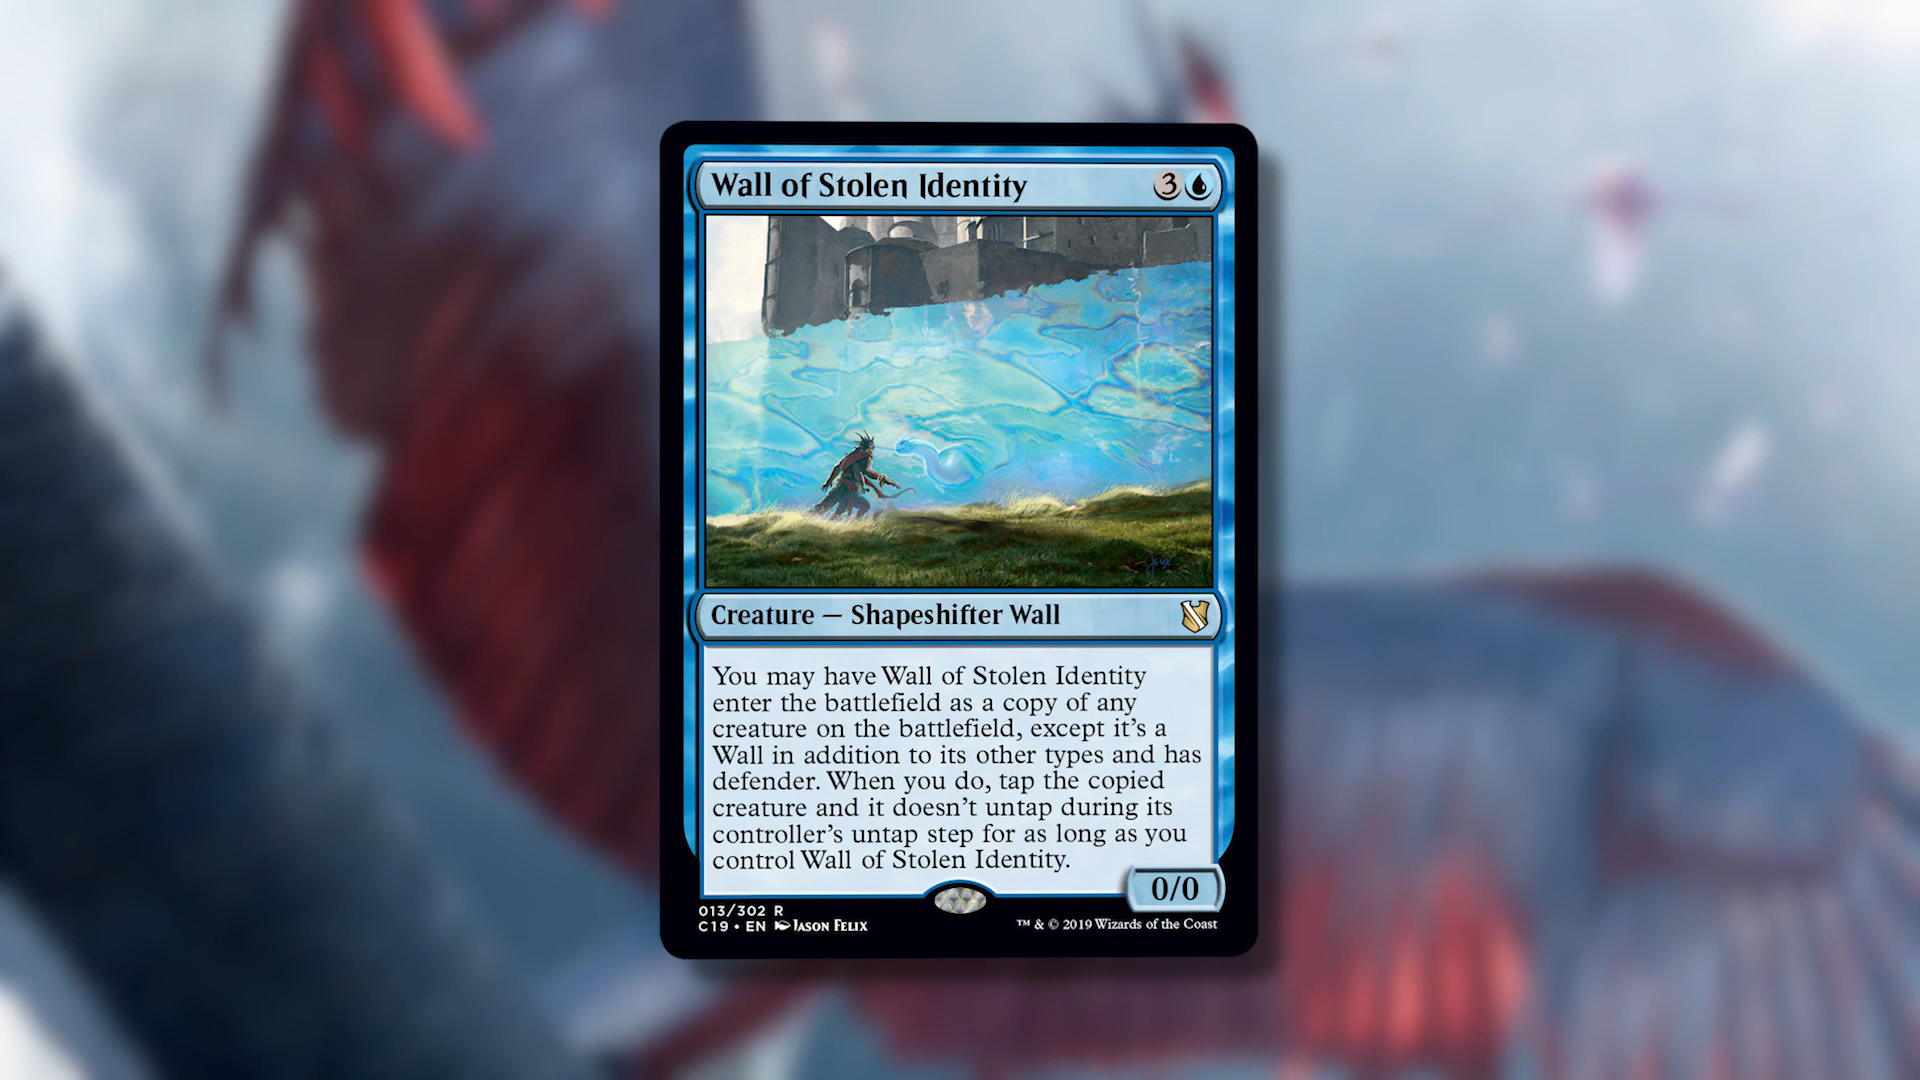 Wall of Stolen Identity 3
Creature — Shapeshifter Wall
You may have Wall of Stolen Identity
enter the battlefield as a copy of any
creature on the battlefield, except it's a
Wall in addition to its other types and has
defender. When you do, tap the copied
creature and it doesn't untap during its
controller's untap step for as long as you
control Wall of Stolen Identity.
0/0
013/302 R
C19 • EN JASON FELIX
™ & © 2019 Wizards of the Coast